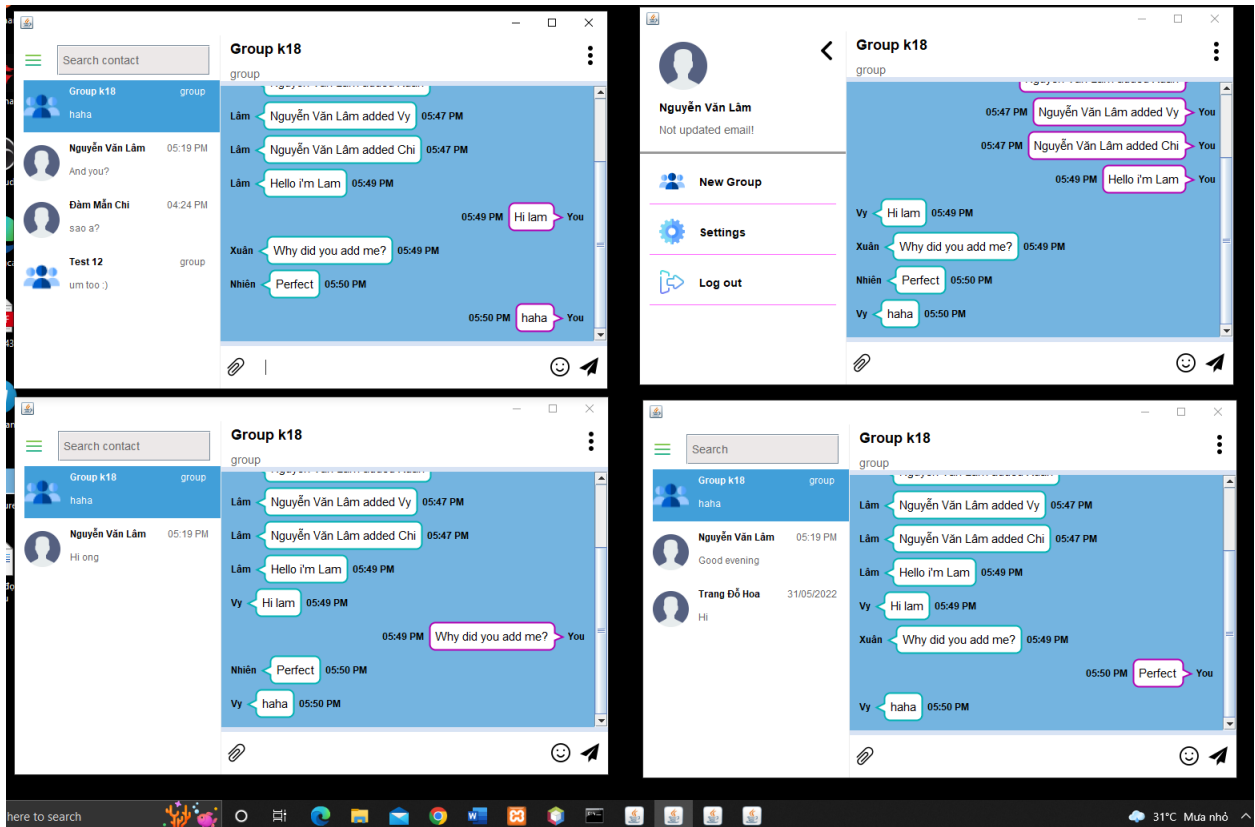 Search contact
Group k18 group
haha
Nguyễn Văn Lâm 05:19 PM
And you?
Đàm Mẫn Chi 04:24 PM
sao a?
Test 12 group
um too :)
Group k18
group
Nguyễn Văn Lâm added Xuân
Lâm Nguyễn Văn Lâm added Vy 05:47 PM
Lâm Nguyễn Văn Lâm added Chi 05:47 PM
Lâm Hello i'm Lam 05:49 PM
05:49 PM Hi lam You
Xuân Why did you add me? 05:49 PM
Nhiên Perfect 05:50 PM
05:50 PM haha You
Nguyễn Văn Lâm
Not updated email!
New Group
Settings
Log out
Group k18
group
05:47 PM Nguyễn Văn Lâm added Vy You
05:47 PM Nguyễn Văn Lâm added Chi You
05:49 PM Hello i'm Lam You
Vy Hi lam 05:49 PM
Xuân Why did you add me? 05:49 PM
Nhiên Perfect 05:50 PM
Vy haha 05:50 PM
Search contact
Group k18 group
haha
Nguyễn Văn Lâm 05:19 PM
Hi ong
Group k18
group
Lâm Nguyễn Văn Lâm added Vy 05:47 PM
Lâm Nguyễn Văn Lâm added Chi 05:47 PM
Lâm Hello i'm Lam 05:49 PM
Vy Hi lam 05:49 PM
05:49 PM Why did you add me? You
Nhiên Perfect 05:50 PM
Vy haha 05:50 PM
Search
Group k18 group
haha
Nguyễn Văn Lâm 05:19 PM
Good evening
Trang Đỗ Hoa 31/05/2022
Hi
Group k18
group
Lâm Nguyễn Văn Lâm added Vy 05:47 PM
Lâm Nguyễn Văn Lâm added Chi 05:47 PM
Lâm Hello i'm Lam 05:49 PM
Vy Hi lam 05:49 PM
Xuân Why did you add me? 05:49 PM
05:50 PM Perfect You
Vy haha 05:50 PM
here to search
31°C Mưa nhỏ